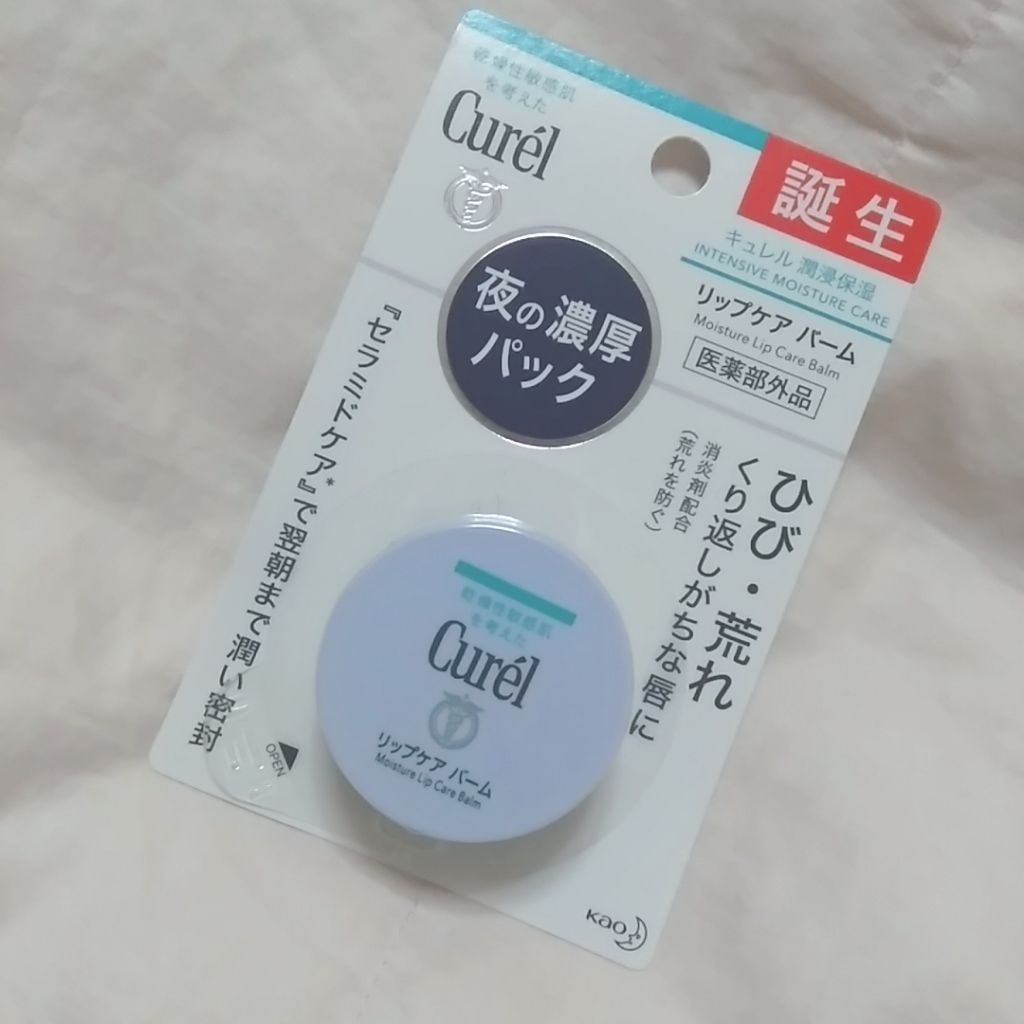 乾燥性敏感肌
を考えた
Curél
誕生
キュレル 潤浸保湿
INTENSIVE MOISTURE CARE
リップケア バーム
Moisture Lip Care Balm
医薬部外品
夜の濃厚
パック
ひび・荒れ
くり返しがちな唇に
消炎剤配合
(荒れを防ぐ)
『セラミドケア』*で翌朝まで潤い密封
乾燥性敏感肌
を考えた
Curél
リップケア バーム
Moisture Lip Care Balm
OPEN
Kao